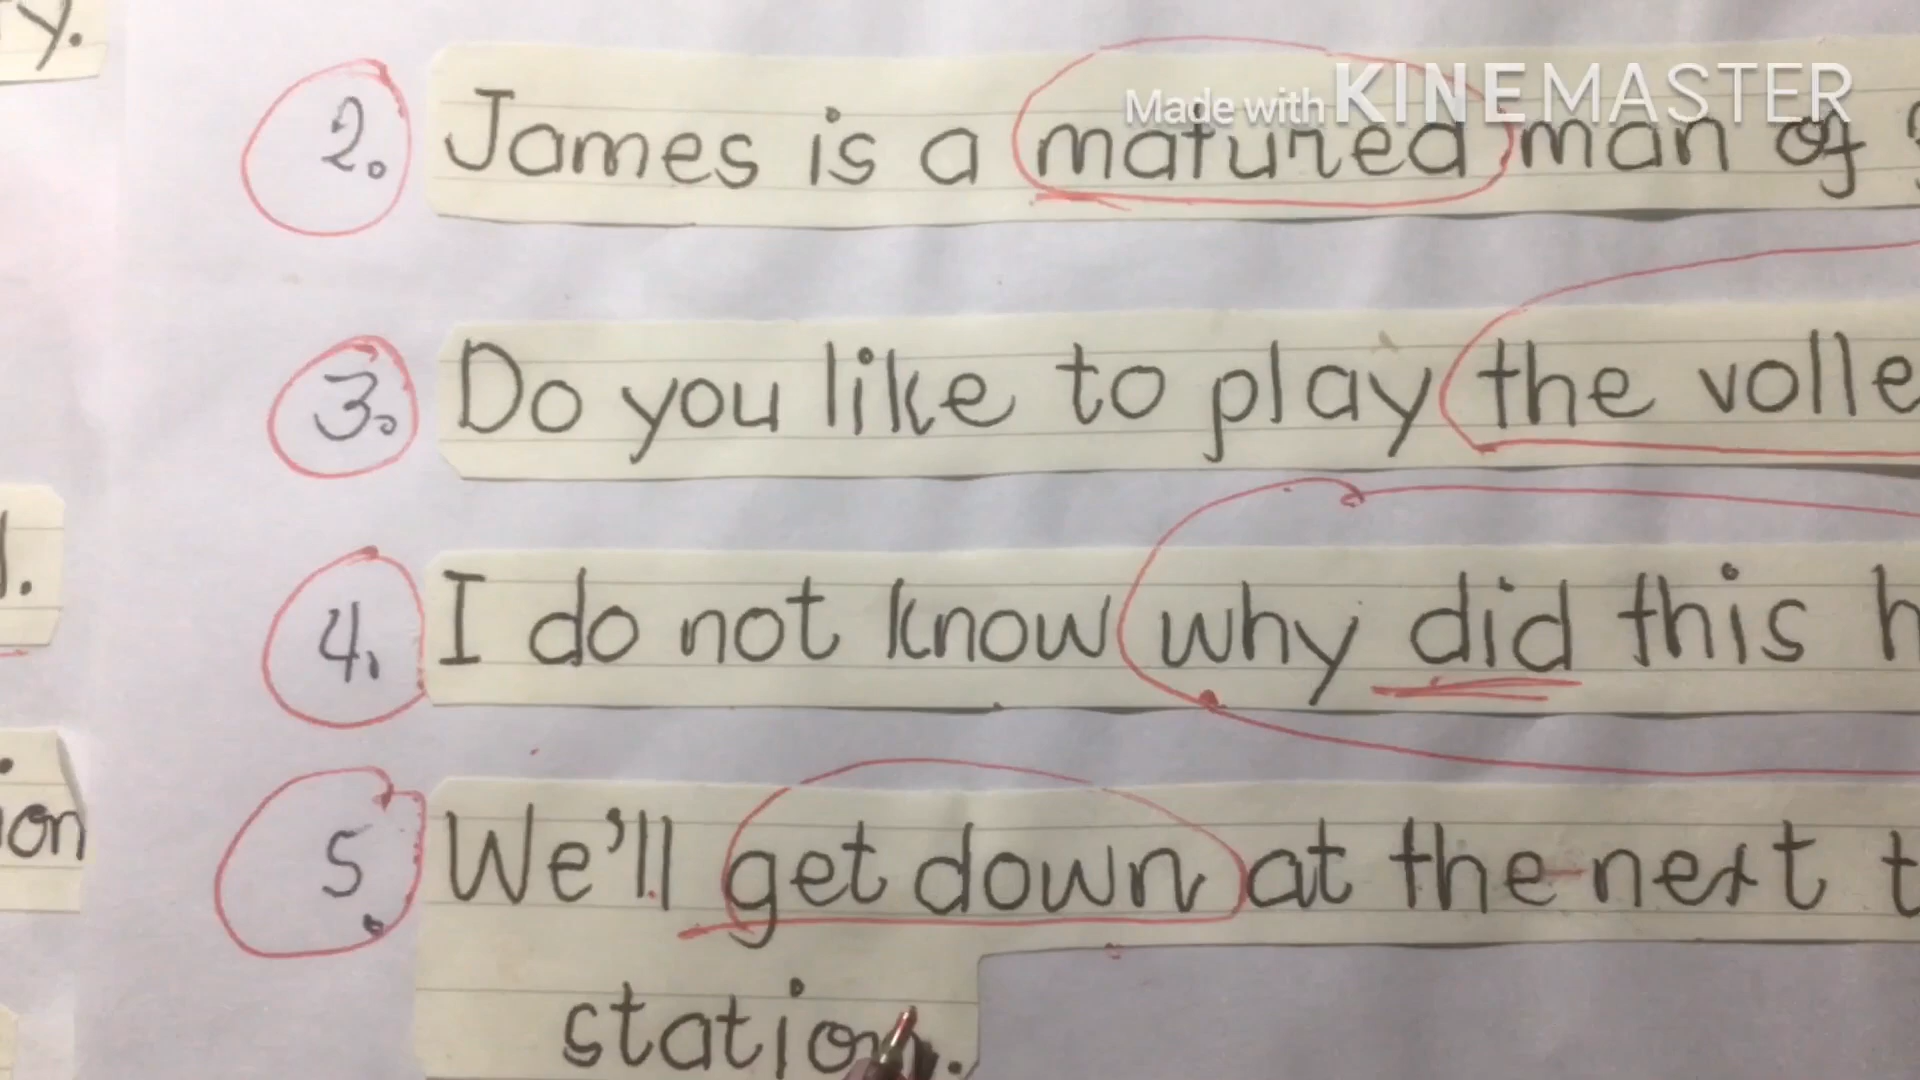 y.
2. James is a matured man of
Made with KINEMASTER
3. Do you like to play the volle
4. I do not know why did this h
5. We'll get down at the next t
station.
.
ion